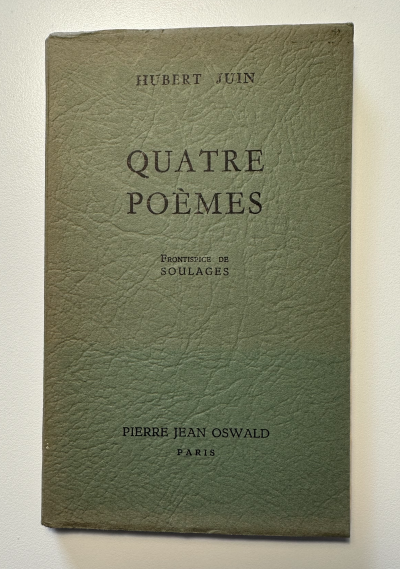 HUBERT JUIN
QUATRE
POÈMES
FRONTISPICE DE
SOULAGES
PIERRE JEAN OSWALD
PARIS